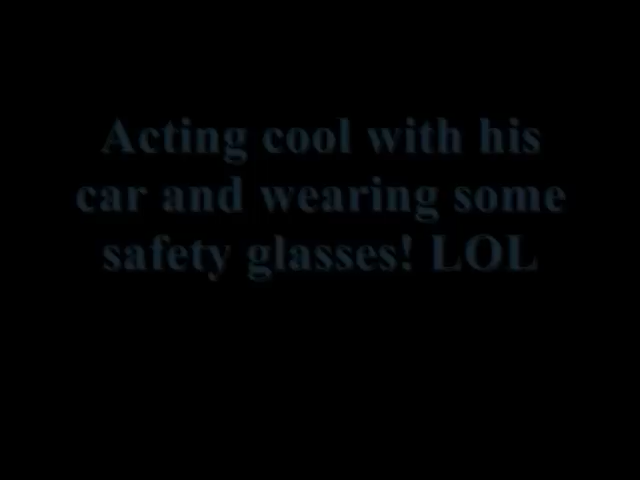 Acting cool with his
car and wearing some
safety glasses! LOL